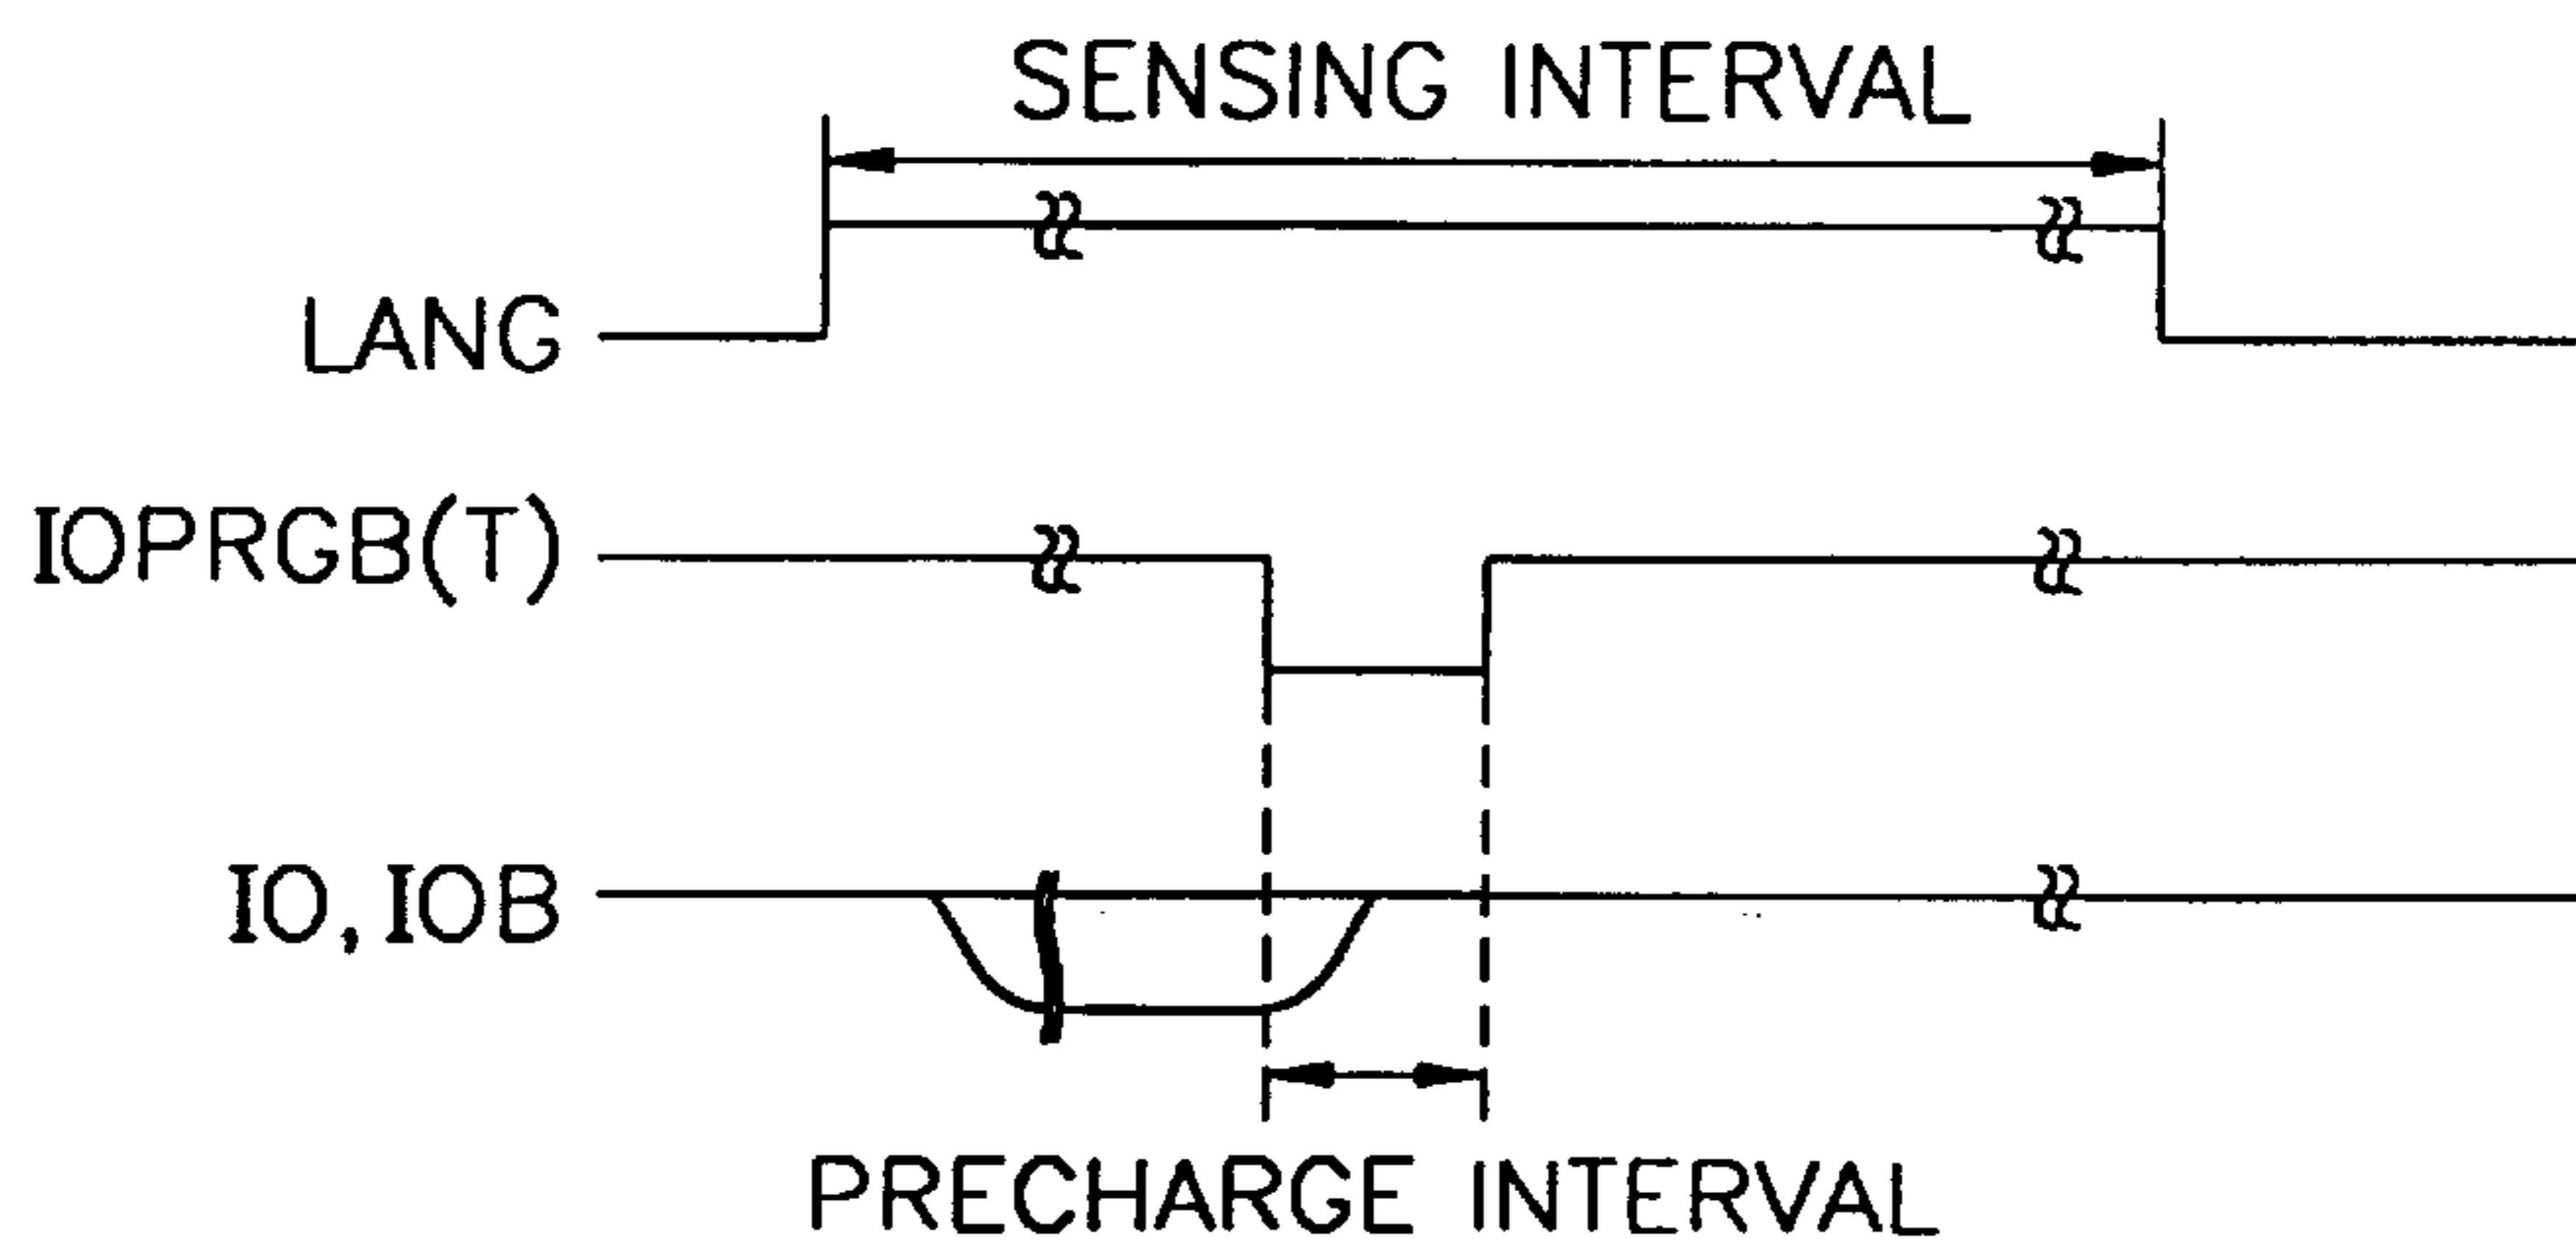 SENSING INTERVAL
LANG
IOPRGB(T)
IO, IOB
PRECHARGE INTERVAL